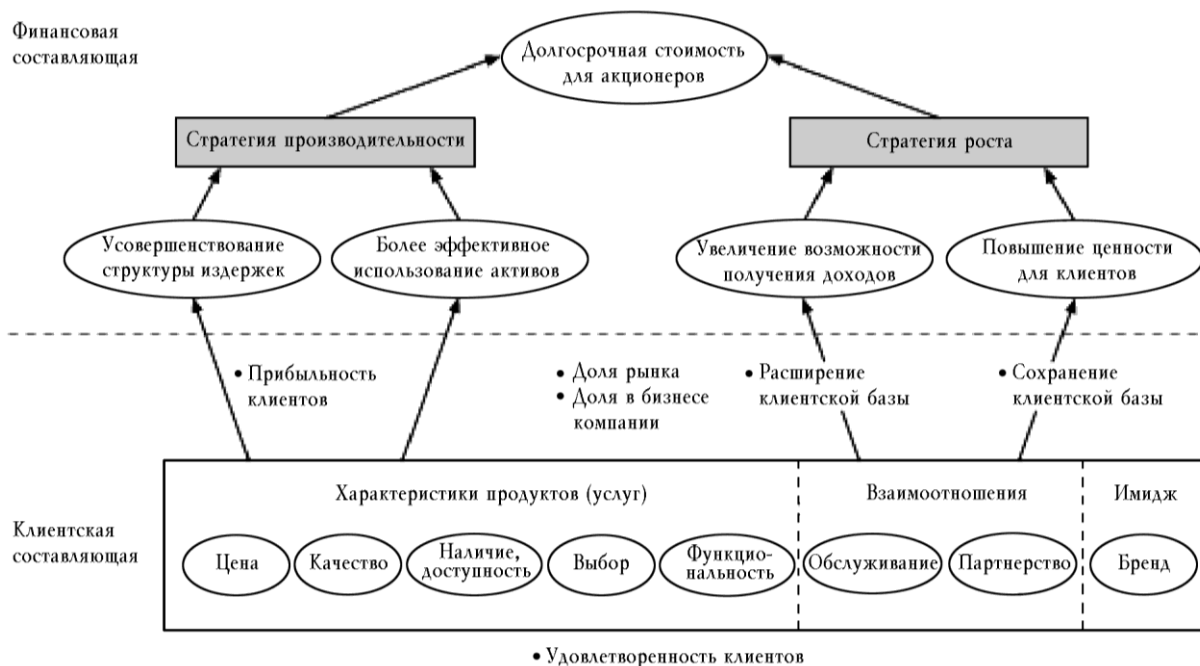 Финансовая
составляющая
Долгосрочная стоимость
для акционеров
Стратегия производительности
Стратегия роста
Усовершенствование
структуры издержек
Более эффективное
использование активов
Увеличение возможности
получения доходов
Повышение ценности
для клиентов
• Прибыльность
клиентов
• Доля рынка
• Доля в бизнесе
компании
• Расширение
клиентской базы
• Сохранение
клиентской базы
Клиентская
составляющая
Характеристики продуктов (услуг)
Взаимоотношения
Имидж
Цена
Качество
Наличие,
доступность
Выбор
Функцио-
нальность
Обслуживание
Партнерство
Бренд
• Удовлетворенность клиентов